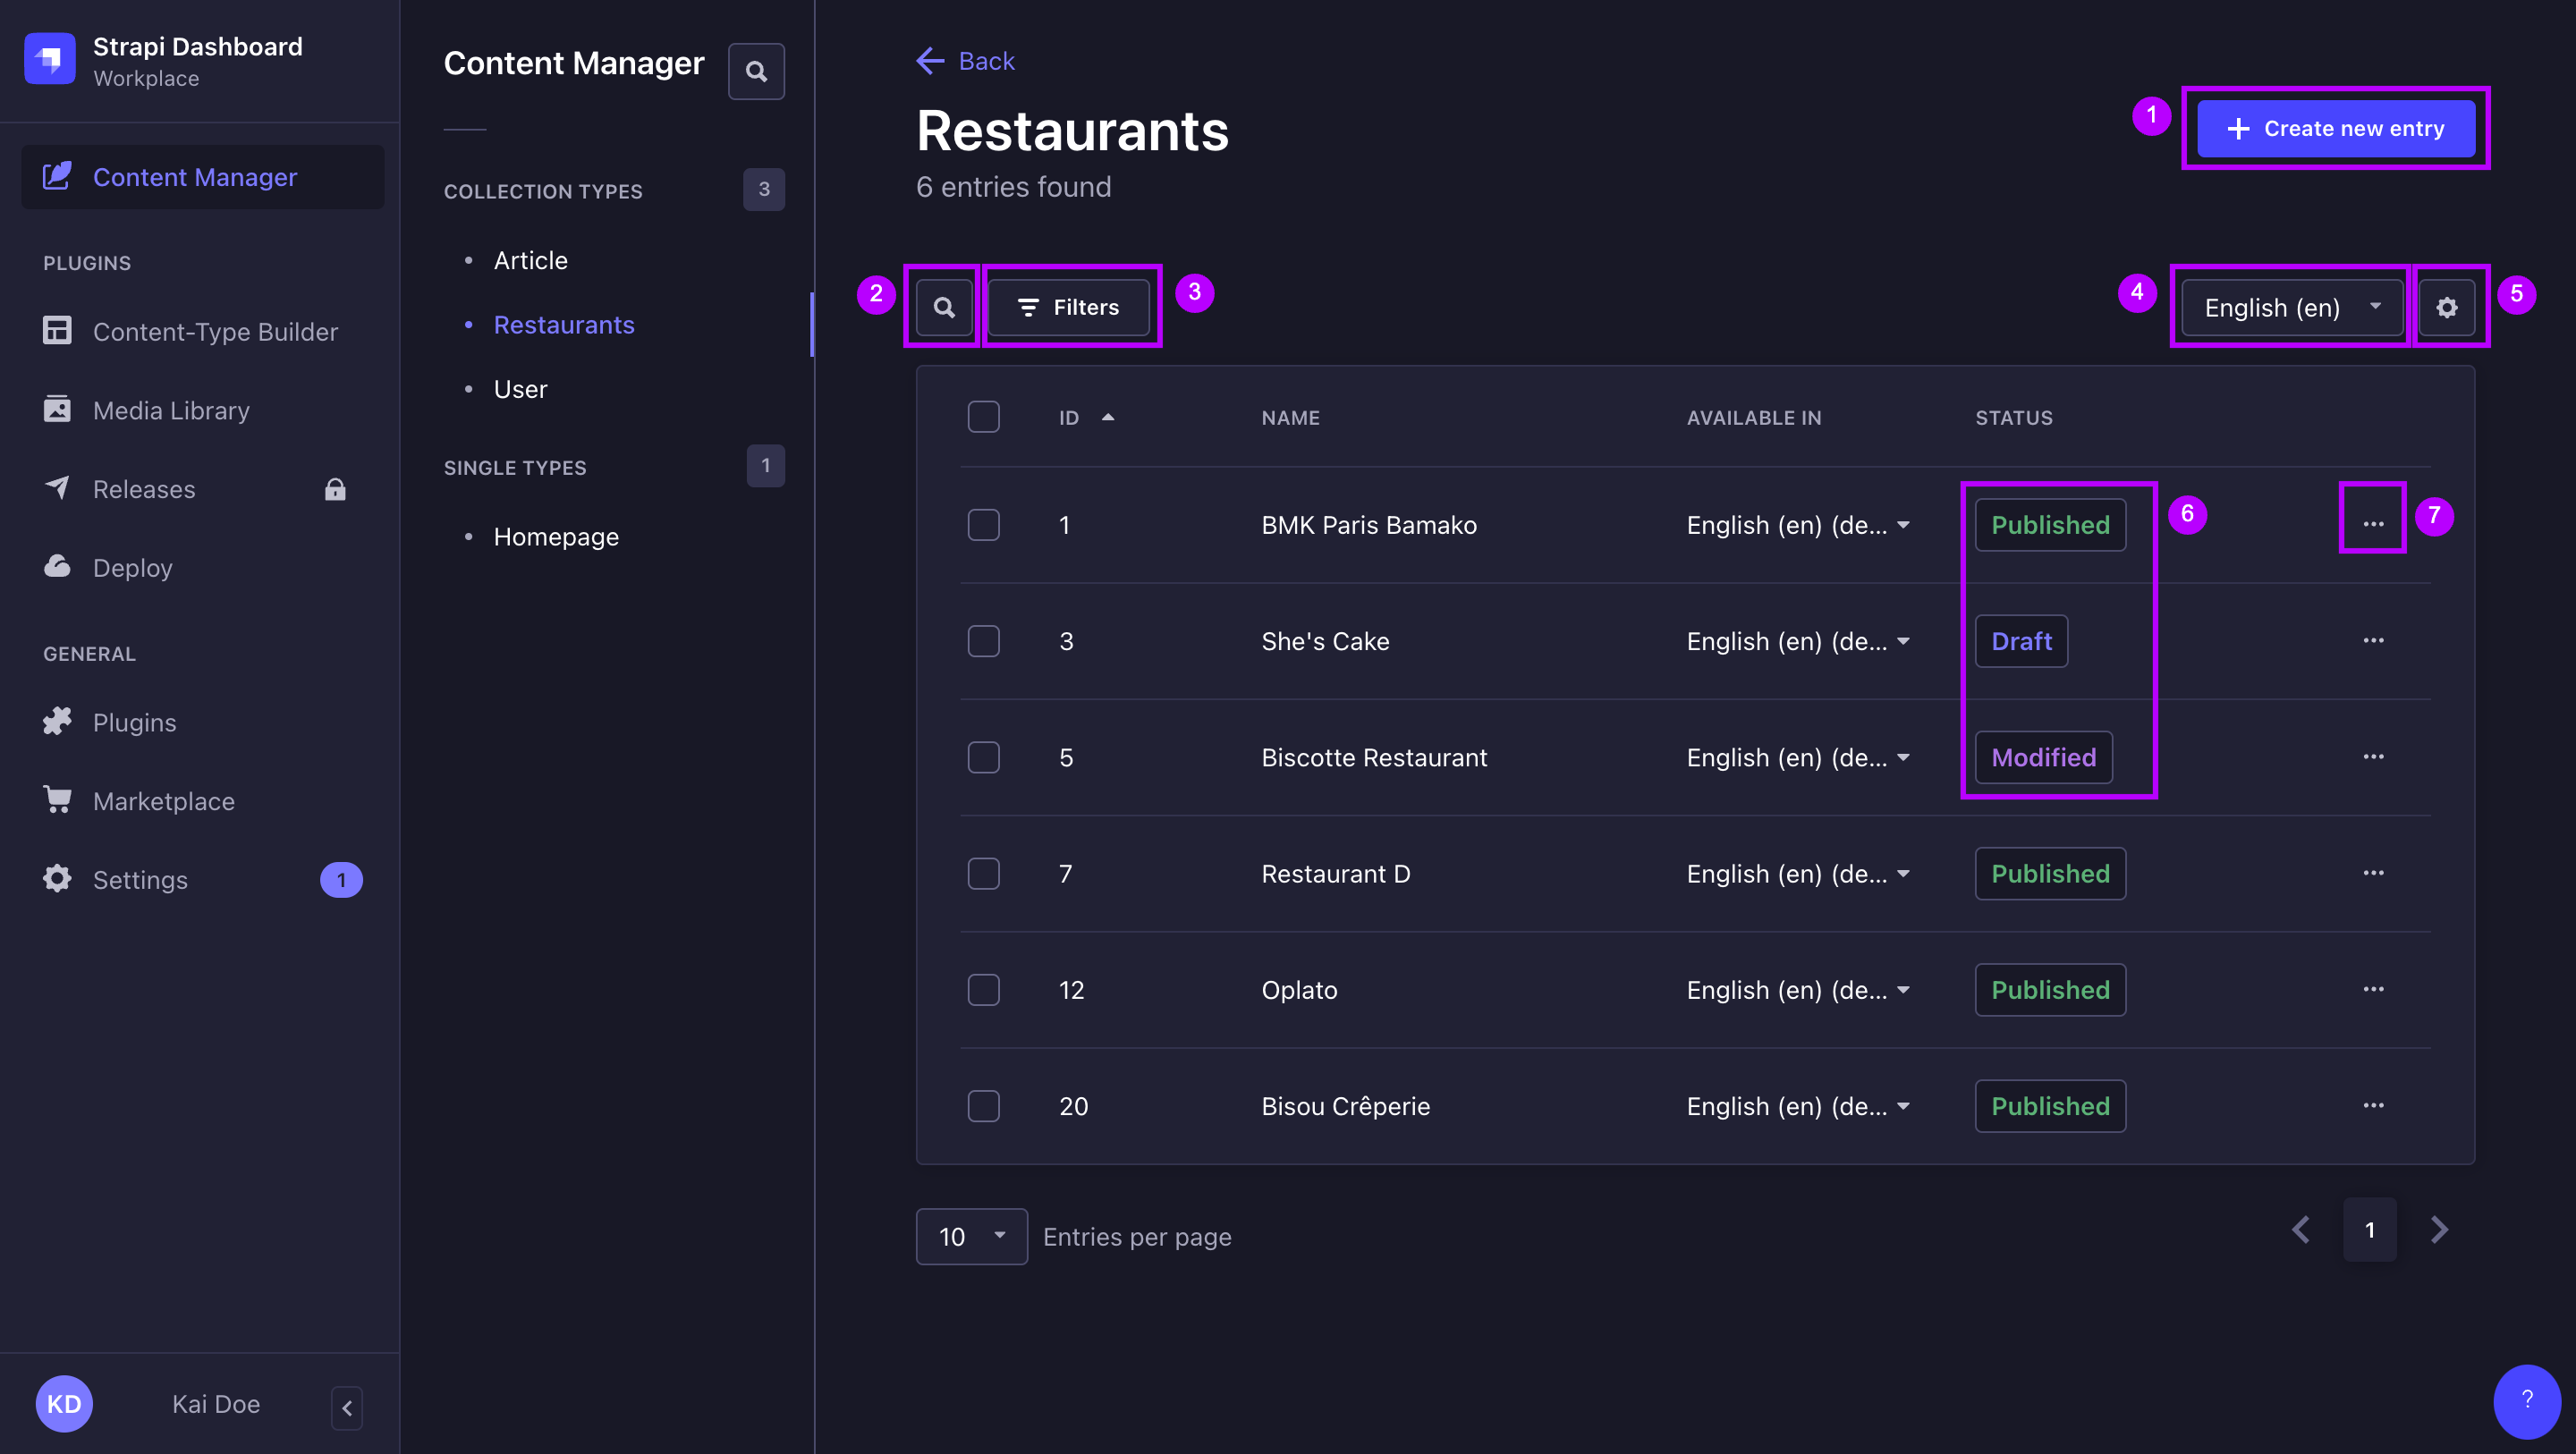 Strapi Dashboard
Workplace
Content Manager
PLUGINS
Content-Type Builder
Media Library
Releases
Deploy
GENERAL
Plugins
Marketplace
Settings 1
KD Kai Doe
Content Manager
COLLECTION TYPES 3
Article
Restaurants
User
SINGLE TYPES 1
Homepage
Back
Restaurants
6 entries found
1 Create new entry
2 Filters 3 4 English (en) 5
ID NAME AVAILABLE IN STATUS
1 BMK Paris Bamako English (en) (de... Published 6 ... 7
3 She's Cake English (en) (de... Draft ...
5 Biscotte Restaurant English (en) (de... Modified ...
7 Restaurant D English (en) (de... Published ...
12 Oplato English (en) (de... Published ...
20 Bisou Crêperie English (en) (de... Published ...
10 Entries per page 1
?